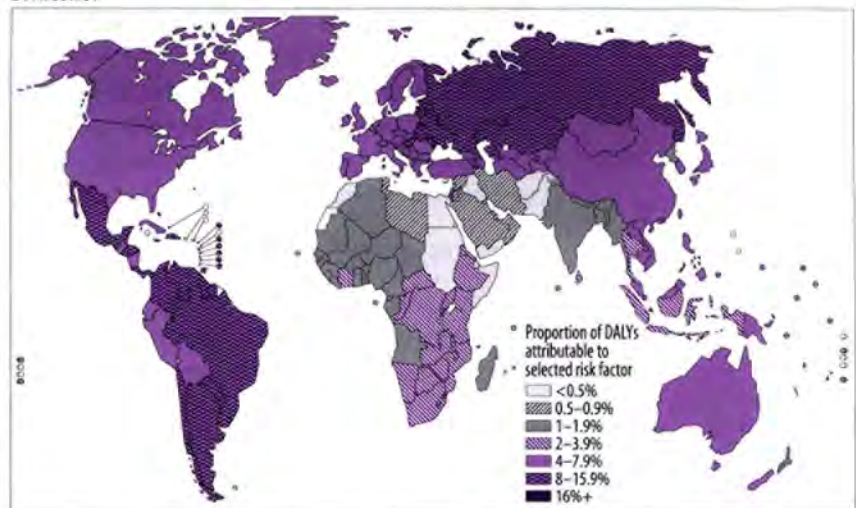 Proportion of DALYs
attributable to
selected risk factor
<0.5%
0.5–0.9%
1–1.9%
2–3.9%
4–7.9%
8–15.9%
16%+